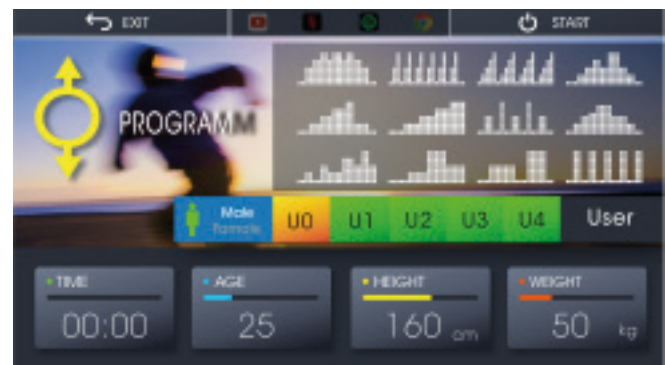 EXIT
START
PROGRAMM
Male
Female
U0 U1 U2 U3 U4 User
TIME AGE HEIGHT WEIGHT
00:00 25 160 cm 50 kg